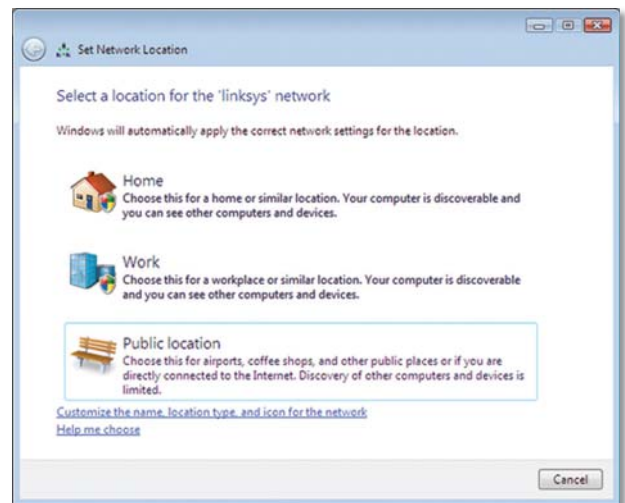 Set Network Location
Select a location for the 'linksys' network
Windows will automatically apply the correct network settings for the location.
Home
Choose this for a home or similar location. Your computer is discoverable and
you can see other computers and devices.
Work
Choose this for a workplace or similar location. Your computer is discoverable
and you can see other computers and devices.
Public location
Choose this for airports, coffee shops, and other public places or if you are
directly connected to the Internet. Discovery of other computers and devices is
limited.
Customize the name, location type, and icon for the network
Help me choose
Cancel